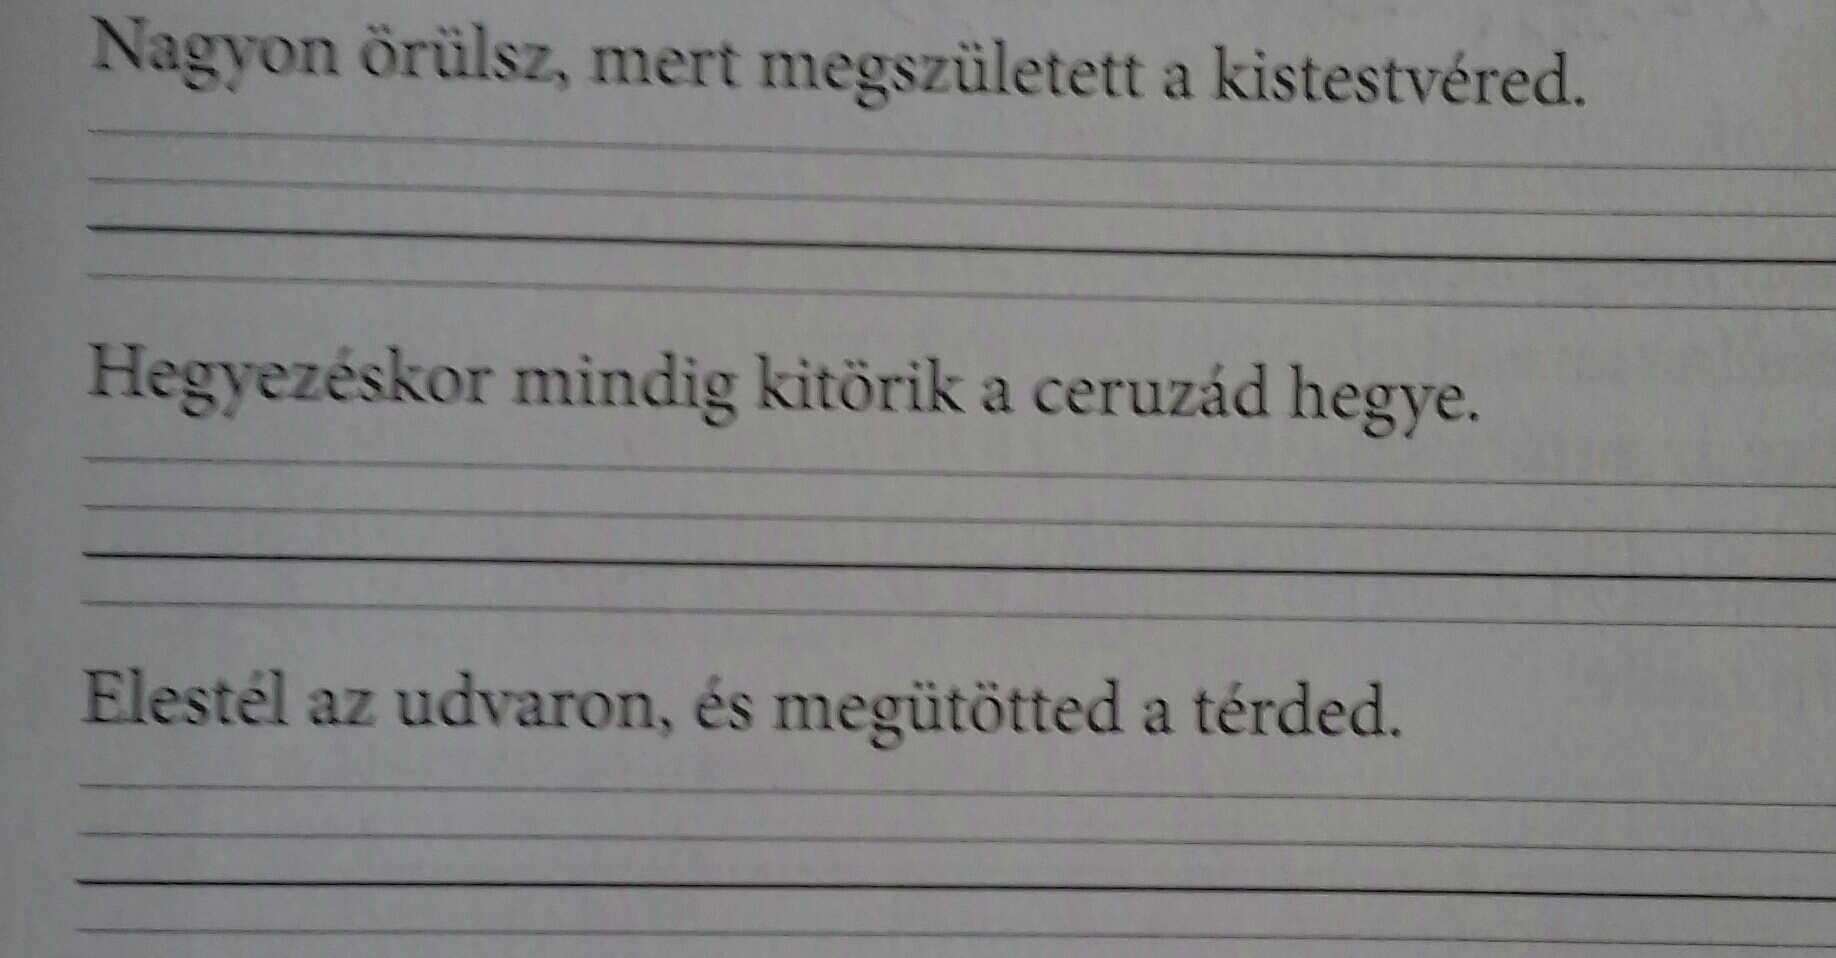 Nagyon örülsz, mert megszületett a kistestvéred.
Hegyezéskor mindig kitörik a ceruzád hegye.
Elestél az udvaron, és megütötted a térded.